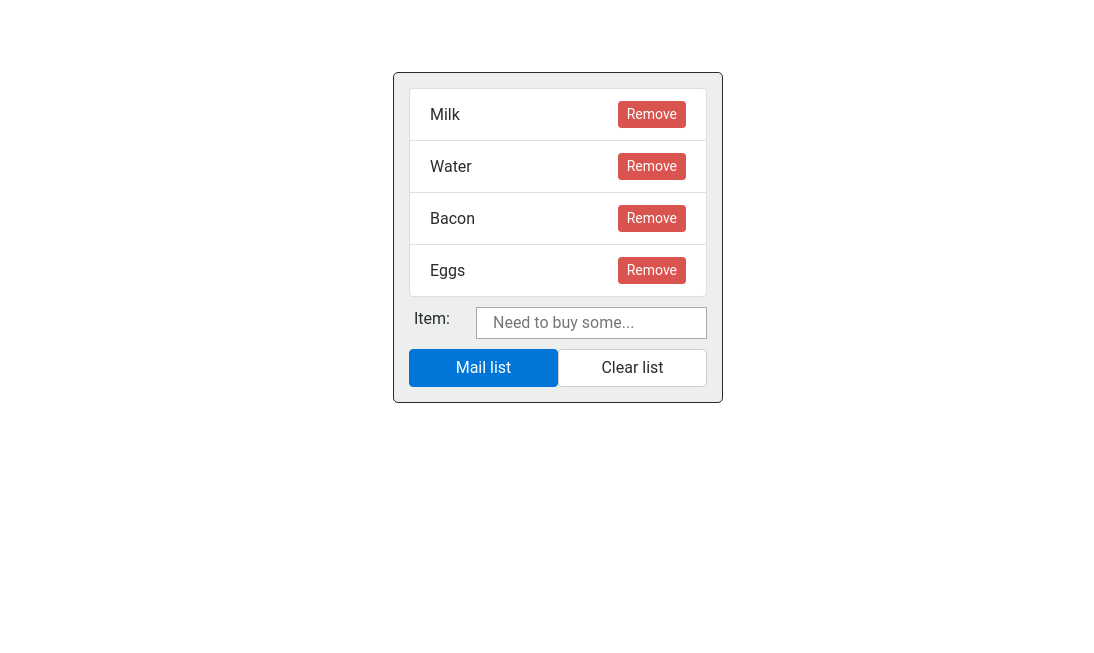 Milk Remove
Water Remove
Bacon Remove
Eggs Remove
Item: Need to buy some...
Mail list Clear list